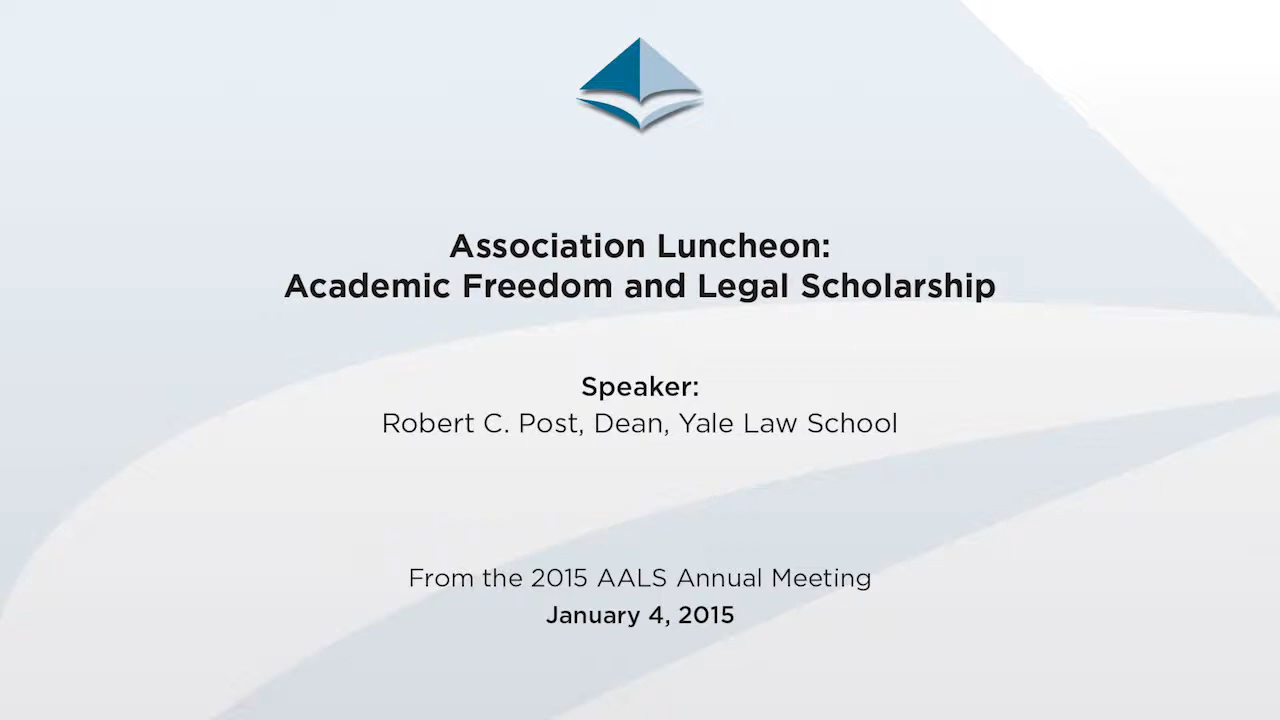 Association Luncheon:
Academic Freedom and Legal Scholarship
Speaker:
Robert C. Post, Dean, Yale Law School
From the 2015 AALS Annual Meeting
January 4, 2015